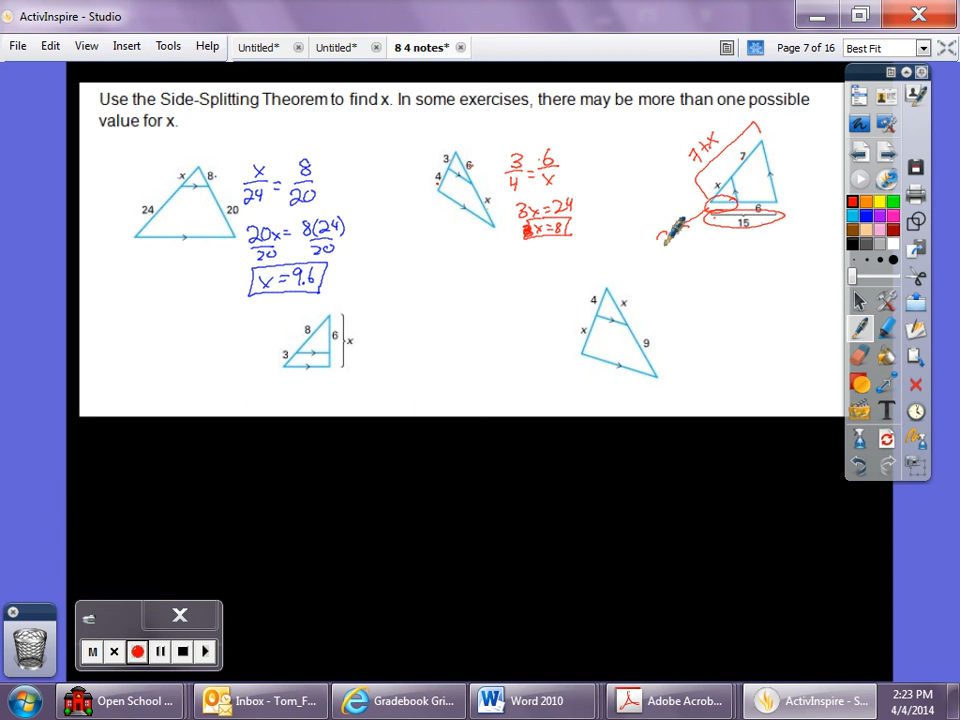 ActivInspire - Studio
File Edit View Insert Tools Help
Untitled* Untitled* 8 4 notes*
Page 7 of 16
Best Fit
Use the Side-Splitting Theorem to find x. In some exercises, there may be more than one possible
value for x.
x 8
24 20
x/24 = 8/20
20x = 8(24)
20 20
x = 9.6
3 6
4
x
3/4 = 6/x
3x = 24
x = 8
7+x
7
x
6
15
8 6 x
3
4 x
x 9
M
Open School ...
Inbox - Tom_F...
Gradebook Gri...
Word 2010
Adobe Acrob...
ActivInspire - S...
2:23 PM
4/4/2014